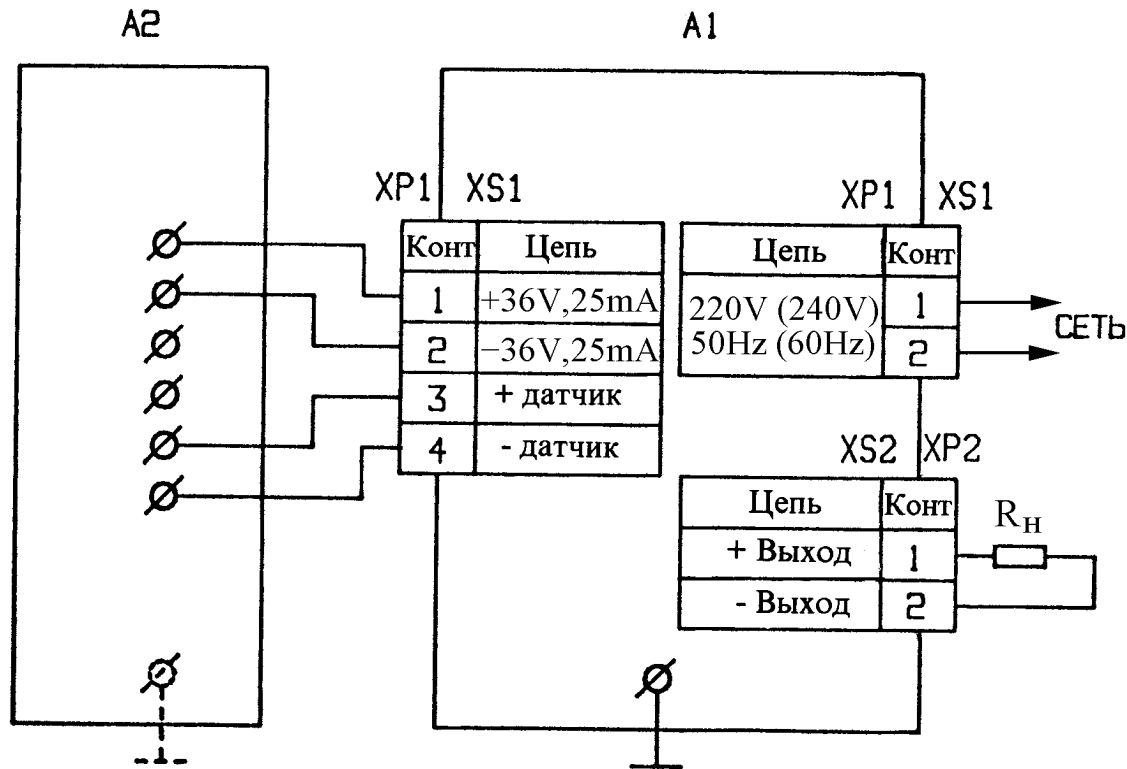 A2
A1
XP1 XS1
Конт Цепь
1 +36V,25mA
2 −36V,25mA
3 + датчик
4 - датчик
XP1 XS1
Цепь Конт
220V (240V) 1
50Hz (60Hz) 2
СЕТЬ
XS2 XP2
Цепь Конт
+ Выход 1
- Выход 2
RН